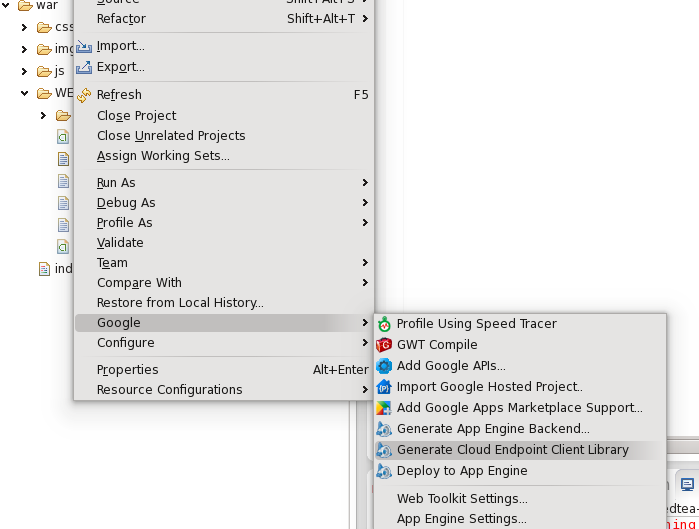 war
Source Shift+Alt+S
Refactor Shift+Alt+T
css
Import...
img
Export...
js
WE
Refresh F5
Close Project
Close Unrelated Projects
Assign Working Sets...
Run As
Debug As
Profile As
Validate
Team
ind
Compare With
Restore from Local History...
Google
Configure
Properties Alt+Enter
Resource Configurations
Profile Using Speed Tracer
GWT Compile
Add Google APIs...
Import Google Hosted Project..
Add Google Apps Marketplace Support...
Generate App Engine Backend...
Generate Cloud Endpoint Client Library
Deploy to App Engine
Web Toolkit Settings...
edtea
App Engine Settings...
ning